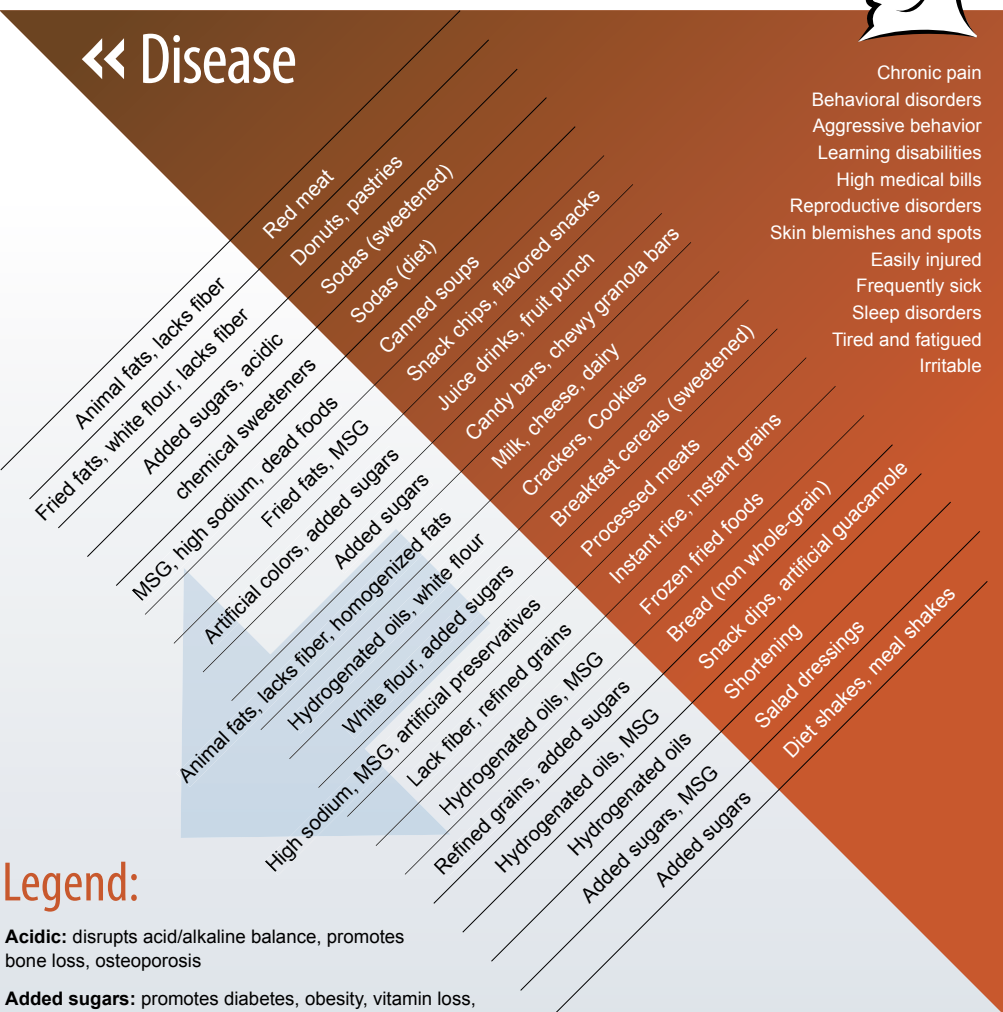 << Disease
Chronic pain
Behavioral disorders
Aggressive behavior
Learning disabilities
High medical bills
Reproductive disorders
Skin blemishes and spots
Easily injured
Frequently sick
Sleep disorders
Tired and fatigued
Irritable
Red meat
Donuts, pastries
Sodas (sweetened)
Sodas (diet)
Canned soups
Snack chips, flavored snacks
Juice drinks, fruit punch
Candy bars, chewy granola bars
Milk, cheese, dairy
Crackers, Cookies
Breakfast cereals (sweetened)
Processed meats
Instant rice, instant grains
Frozen fried foods
Bread (non whole-grain)
Snack dips, artificial guacamole
Shortening
Salad dressings
Diet shakes, meal shakes
Animal fats, lacks fiber
Fried fats, white flour, lacks fiber
Added sugars, acidic
chemical sweeteners
MSG, high sodium, dead foods
Fried fats, MSG
Artificial colors, added sugars
Added sugars
Animal fats, lacks fiber, homogenized fats
Hydrogenated oils, white flour
White flour, added sugars
High sodium, MSG, artificial preservatives
Lack fiber, refined grains
Hydrogenated oils, MSG
Refined grains, added sugars
Hydrogenated oils, MSG
Hydrogenated oils
Added sugars, MSG
Added sugars
Legend:
Acidic: disrupts acid/alkaline balance, promotes
bone loss, osteoporosis
Added sugars: promotes diabetes, obesity, vitamin loss,